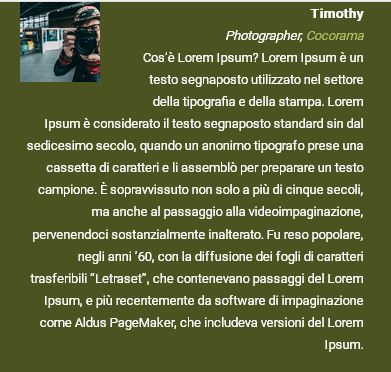 Timothy
Photographer, Cocorama
Cos’è Lorem Ipsum? Lorem Ipsum è un
testo segnaposto utilizzato nel settore
della tipografia e della stampa. Lorem
Ipsum è considerato il testo segnaposto standard sin dal
sedicesimo secolo, quando un anonimo tipografo prese una
cassetta di caratteri e li assemblò per preparare un testo
campione. È sopravvissuto non solo a più di cinque secoli,
ma anche al passaggio alla videoimpaginazione,
pervenendoci sostanzialmente inalterato. Fu reso popolare,
negli anni ’60, con la diffusione dei fogli di caratteri
trasferibili “Letraset”, che contenevano passaggi del Lorem
Ipsum, e più recentemente da software di impaginazione
come Aldus PageMaker, che includeva versioni del Lorem
Ipsum.